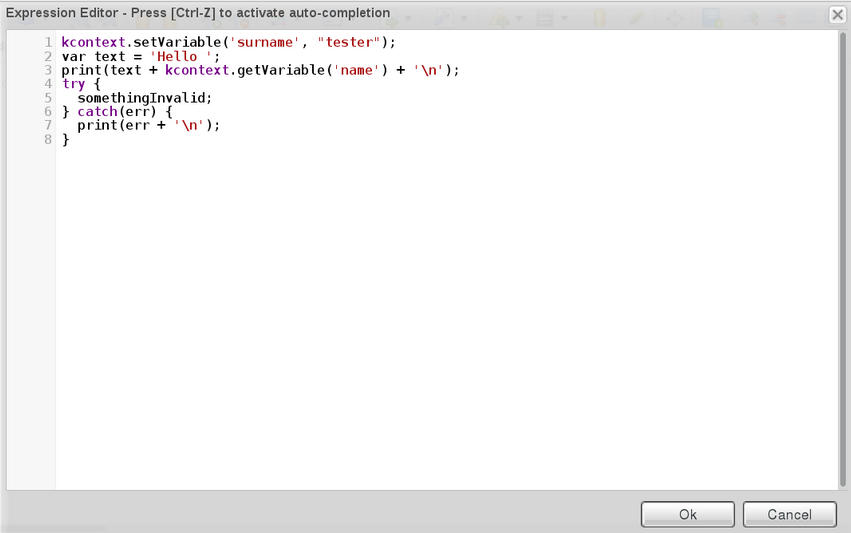 Expression Editor - Press [Ctrl-Z] to activate auto-completion
1 kcontext.setVariable('surname', "tester");
2 var text = 'Hello ';
3 print(text + kcontext.getVariable('name') + '\n');
4 try {
5   somethingInvalid;
6 } catch(err) {
7   print(err + '\n');
8 }
Ok Cancel